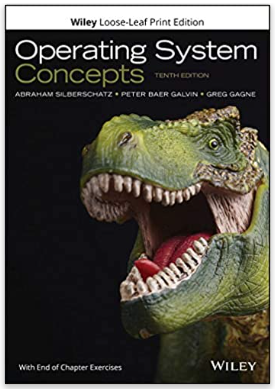 Wiley Loose-Leaf Print Edition
Operating System
Concepts TENTH EDITION
ABRAHAM SILBERSCHATZ • PETER BAER GALVIN • GREG GAGNE
With End of Chapter Exercises
WILEY